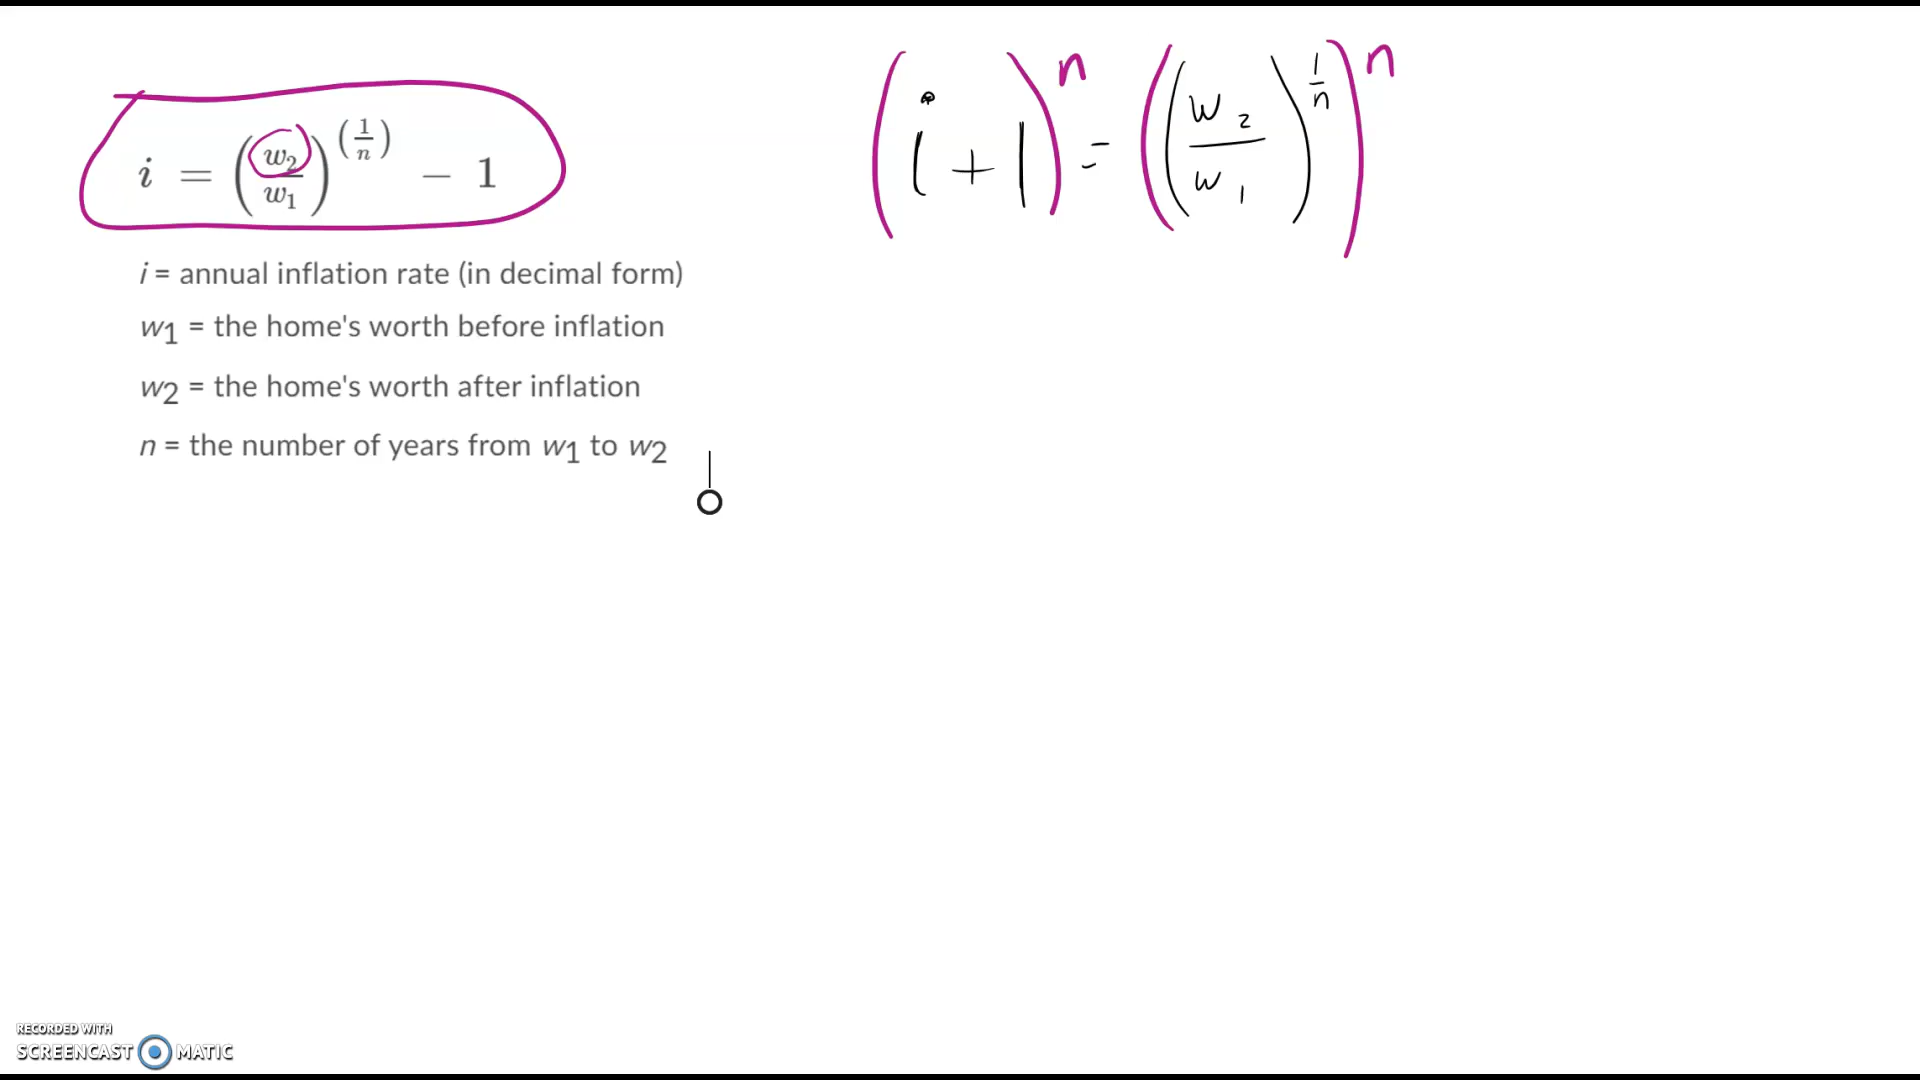 i = (w₂/w₁)^(1/n) − 1
(i + 1)ⁿ = ((w₂/w₁)^(1/n))ⁿ
i = annual inflation rate (in decimal form)
w1 = the home's worth before inflation
w2 = the home's worth after inflation
n = the number of years from w1 to w2
RECORDED WITH
SCREENCAST MATIC